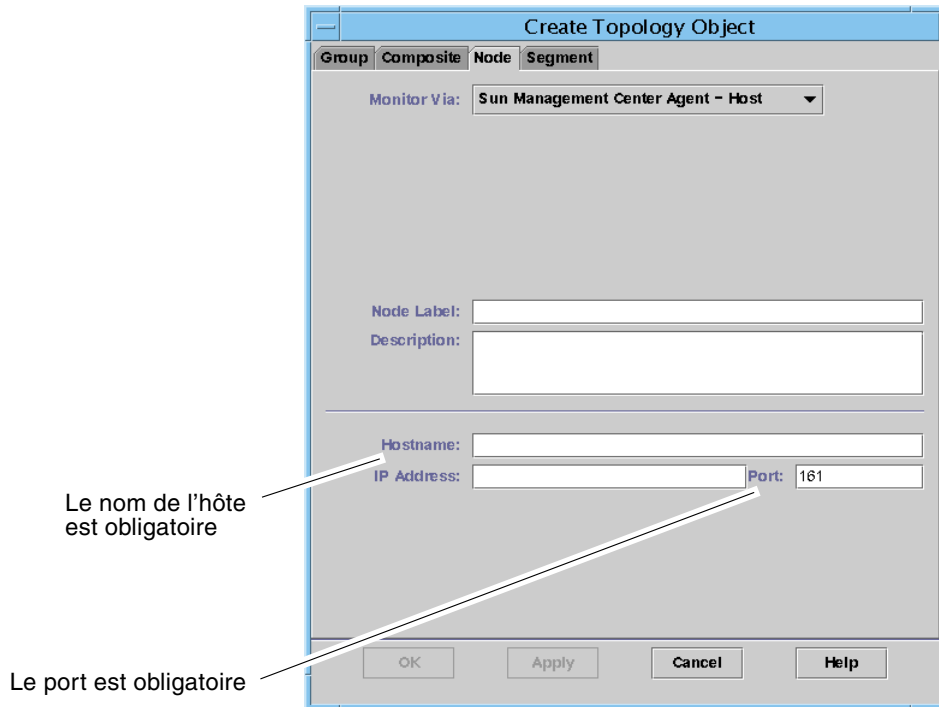 Create Topology Object
Group Composite Node Segment
Monitor Via: Sun Management Center Agent - Host
Node Label:
Description:
Hostname:
IP Address: Port: 161
Le nom de l'hôte
est obligatoire
OK Apply Cancel Help
Le port est obligatoire